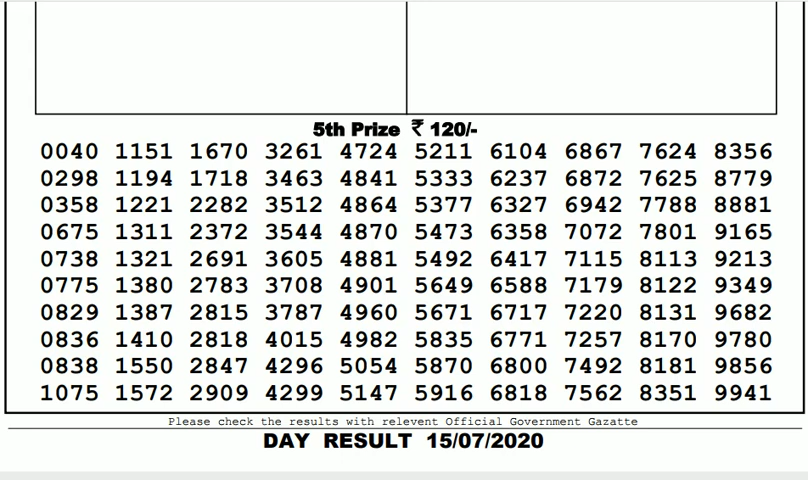 5th Prize ₹ 120/-
0040 1151 1670 3261 4724 5211 6104 6867 7624 8356
0298 1194 1718 3463 4841 5333 6237 6872 7625 8779
0358 1221 2282 3512 4864 5377 6327 6942 7788 8881
0675 1311 2372 3544 4870 5473 6358 7072 7801 9165
0738 1321 2691 3605 4881 5492 6417 7115 8113 9213
0775 1380 2783 3708 4901 5649 6588 7179 8122 9349
0829 1387 2815 3787 4960 5671 6717 7220 8131 9682
0836 1410 2818 4015 4982 5835 6771 7257 8170 9780
0838 1550 2847 4296 5054 5870 6800 7492 8181 9856
1075 1572 2909 4299 5147 5916 6818 7562 8351 9941
Please check the results with relevent Official Government Gazatte
DAY RESULT 15/07/2020